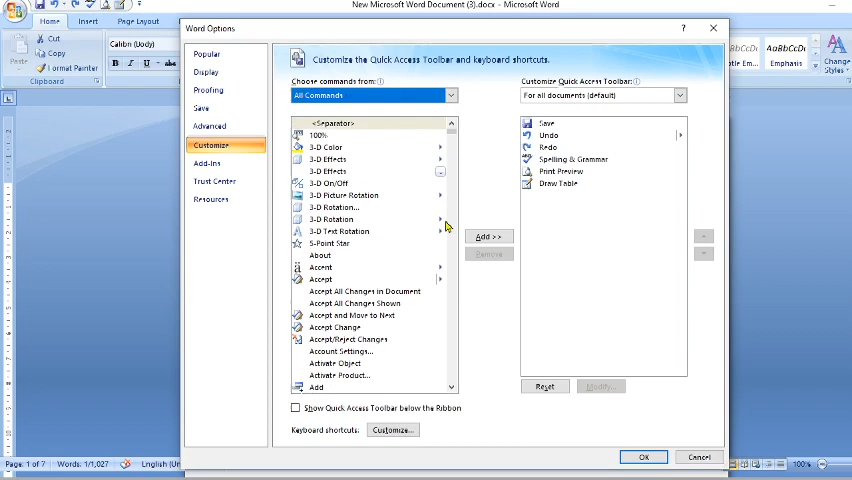 New Microsoft Word Document (3).docx - Microsoft Word
Home Insert Page Layout
Word Options
Paste
Cut
Copy
Format Painter
Clipboard
Calibri (Body)
B I U abc
Popular
Display
Proofing
Save
Advanced
Customize
Add-Ins
Trust Center
Resources
Customize the Quick Access Toolbar and keyboard shortcuts.
Choose commands from:
All Commands
<Separator>
100%
3-D Color
3-D Effects
3-D Effects
3-D On/Off
3-D Picture Rotation
3-D Rotation...
3-D Rotation
3-D Text Rotation
5-Point Star
About
Accent
Accept
Accept All Changes in Document
Accept All Changes Shown
Accept and Move to Next
Accept Change
Accept/Reject Changes
Account Settings...
Activate Object
Activate Product...
Add
Add >>
Remove
Customize Quick Access Toolbar:
For all documents (default)
Save
Undo
Redo
Spelling & Grammar
Print Preview
Draw Table
Reset
Modify...
Show Quick Access Toolbar below the Ribbon
Keyboard shortcuts: Customize...
OK Cancel
AaBbCcDc AaBbCcDc
Emphasis
Change
Styles
Page: 1 of 7 Words: 1/1,027 English (U
100%